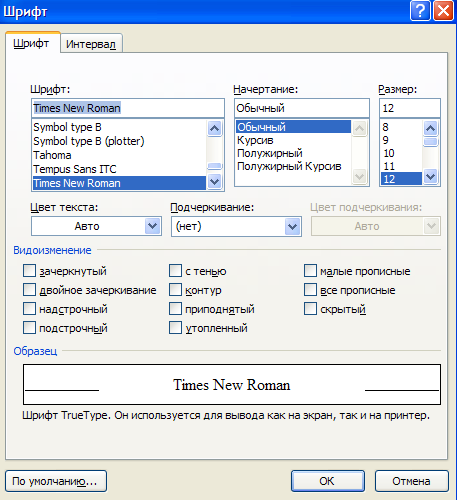 Шрифт
Шрифт Интервал
Шрифт: Начертание: Размер:
Times New Roman Обычный 12
Symbol type B Обычный 8
Symbol type B (plotter) Курсив 9
Tahoma Полужирный 10
Tempus Sans ITC Полужирный Курсив 11
Times New Roman 12
Цвет текста: Подчеркивание: Цвет подчеркивания:
Авто (нет) Авто
Видоизменение
зачеркнутый с тенью малые прописные
двойное зачеркивание контур все прописные
надстрочный приподнятый скрытый
подстрочный утопленный
Образец
Times New Roman
Шрифт TrueType. Он используется для вывода как на экран, так и на принтер.
По умолчанию... ОК Отмена